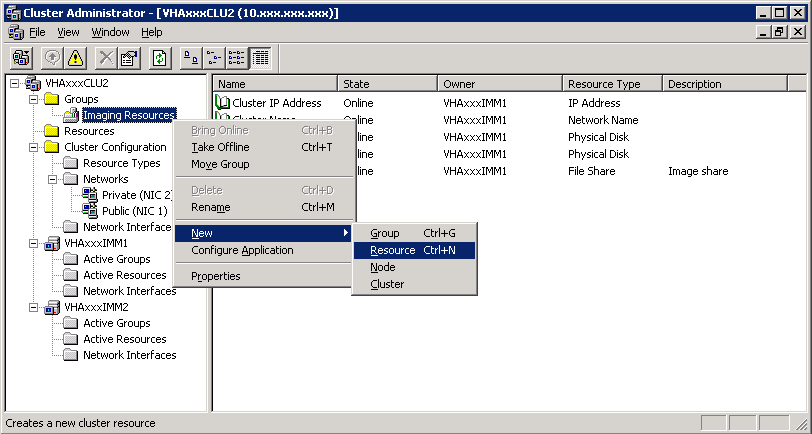 Cluster Administrator - [VHAxxxCLU2 (10.xxx.xxx.xxx)]
File View Window Help
VHAxxxCLU2
Groups
Imaging Resources
Resources
Cluster Configuration
Resource Types
Networks
Private (NIC 2)
Public (NIC 1)
Network Interfaces
VHAxxxIMM1
Active Groups
Active Resources
Network Interfaces
VHAxxxIMM2
Active Groups
Active Resources
Network Interfaces
Name State Owner Resource Type Description
Cluster IP Address Online VHAxxxIMM1 IP Address
Cluster Name Online VHAxxxIMM1 Network Name
Online VHAxxxIMM1 Physical Disk
Online VHAxxxIMM1 Physical Disk
Online VHAxxxIMM1 File Share Image share
Bring Online Ctrl+B
Take Offline Ctrl+T
Move Group
Delete Ctrl+D
Rename Ctrl+M
New
Configure Application
Properties
Group Ctrl+G
Resource Ctrl+N
Node
Cluster
Creates a new cluster resource